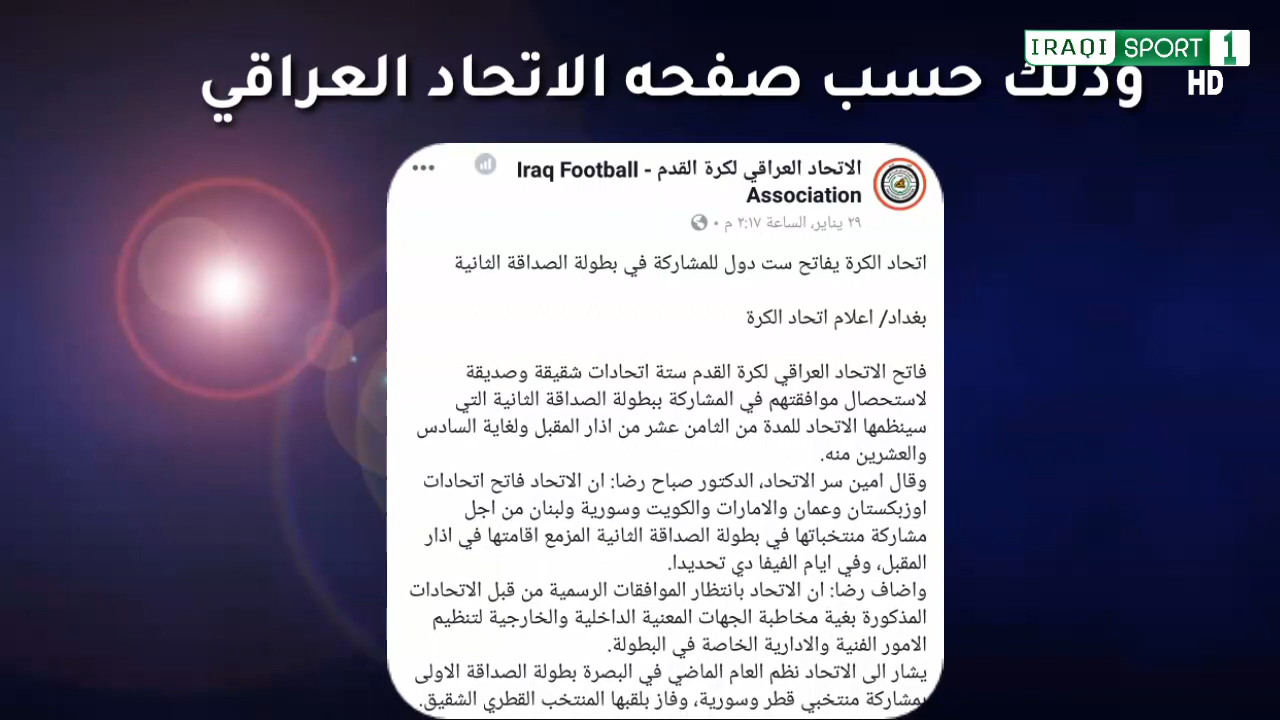 IRAQI SPORT 1
HD
وذلك حسب صفحه الاتحاد العراقي
الاتحاد العراقي لكرة القدم - Iraq Football
Association
٢٩ يناير، الساعة ٢:١٧ م •
اتحاد الكرة يفاتح ست دول للمشاركة في بطولة الصداقة الثانية
بغداد/ اعلام اتحاد الكرة
فاتح الاتحاد العراقي لكرة القدم ستة اتحادات شقيقة وصديقة
لاستحصال موافقتهم في المشاركة ببطولة الصداقة الثانية التي
سينظمها الاتحاد للمدة من الثامن عشر من اذار المقبل ولغاية السادس
والعشرين منه.
وقال امين سر الاتحاد، الدكتور صباح رضا: ان الاتحاد فاتح اتحادات
اوزبكستان وعمان والامارات والكويت وسورية ولبنان من اجل
مشاركة منتخباتها في بطولة الصداقة الثانية المزمع اقامتها في اذار
المقبل، وفي ايام الفيفا دي تحديدا.
واضاف رضا: ان الاتحاد بانتظار الموافقات الرسمية من قبل الاتحادات
المذكورة بغية مخاطبة الجهات المعنية الداخلية والخارجية لتنظيم
الامور الفنية والادارية الخاصة في البطولة.
يشار الى الاتحاد نظم العام الماضي في البصرة بطولة الصداقة الاولى
بمشاركة منتخبي قطر وسورية، وفاز بلقبها المنتخب القطري الشقيق.